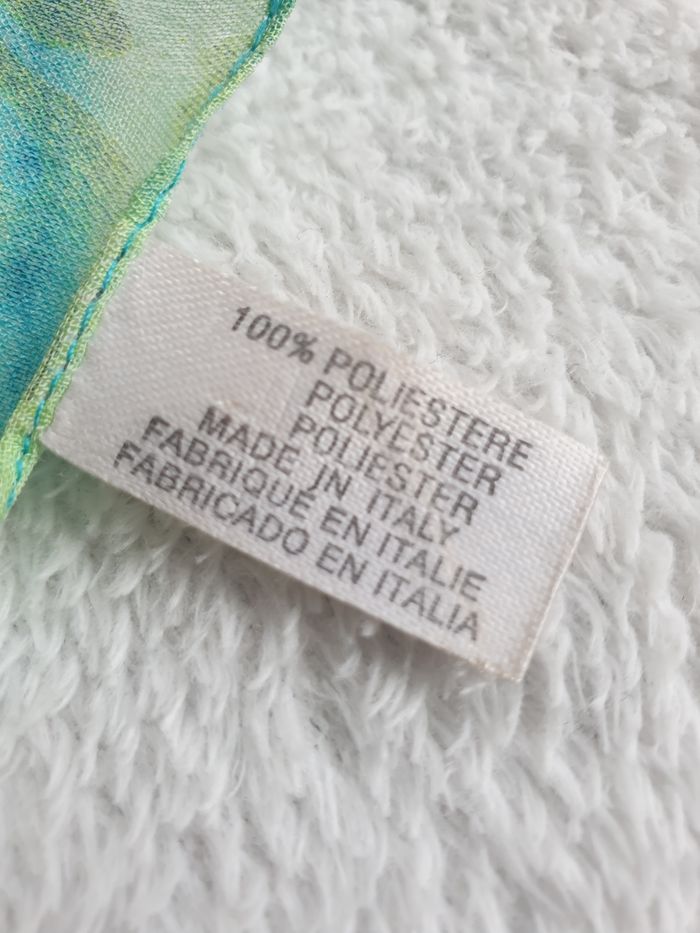 100% POLIESTERE
POLYESTER
POLIESTER
MADE IN ITALY
FABRIQUÉ EN ITALIE
FABRICADO EN ITALIA